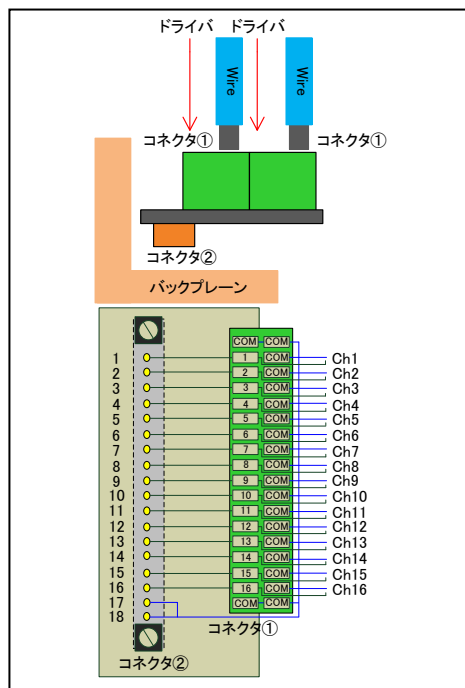 ドライバ ドライバ
Wire Wire
コネクタ① コネクタ①
コネクタ②
バックプレーン
COM COM
1 1 COM Ch1
2 2 COM Ch2
3 3 COM Ch3
4 4 COM Ch4
5 5 COM Ch5
6 6 COM Ch6
7 7 COM Ch7
8 8 COM Ch8
9 9 COM Ch9
10 10 COM Ch10
11 11 COM Ch11
12 12 COM Ch12
13 13 COM Ch13
14 14 COM Ch14
15 15 COM Ch15
16 16 COM Ch16
17 COM COM
18
コネクタ①
コネクタ②